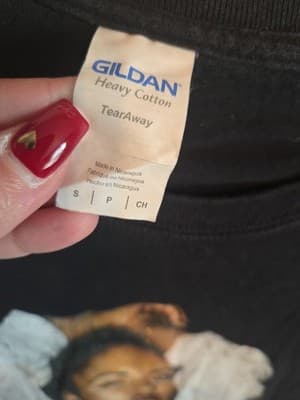 GILDAN
Heavy Cotton
TearAway
Made in Nicaragua
Fabriqué au Nicaragua
Hecho en Nicaragua
S | P | CH